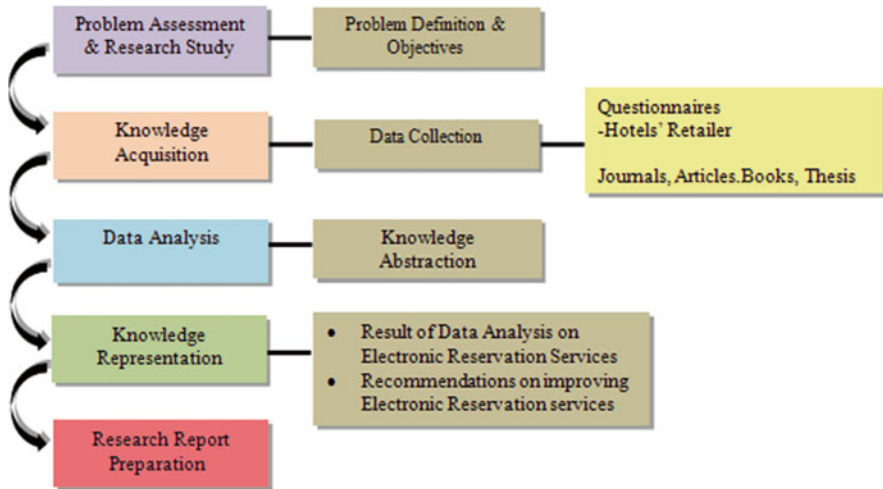 Problem Assessment
& Research Study
Problem Definition &
Objectives
Knowledge
Acquisition
Data Collection
Questionnaires
-Hotels' Retailer
Journals, Articles.Books, Thesis
Data Analysis
Knowledge
Abstraction
Knowledge
Representation
• Result of Data Analysis on
Electronic Reservation Services
• Recommendations on improving
Electronic Reservation services
Research Report
Preparation